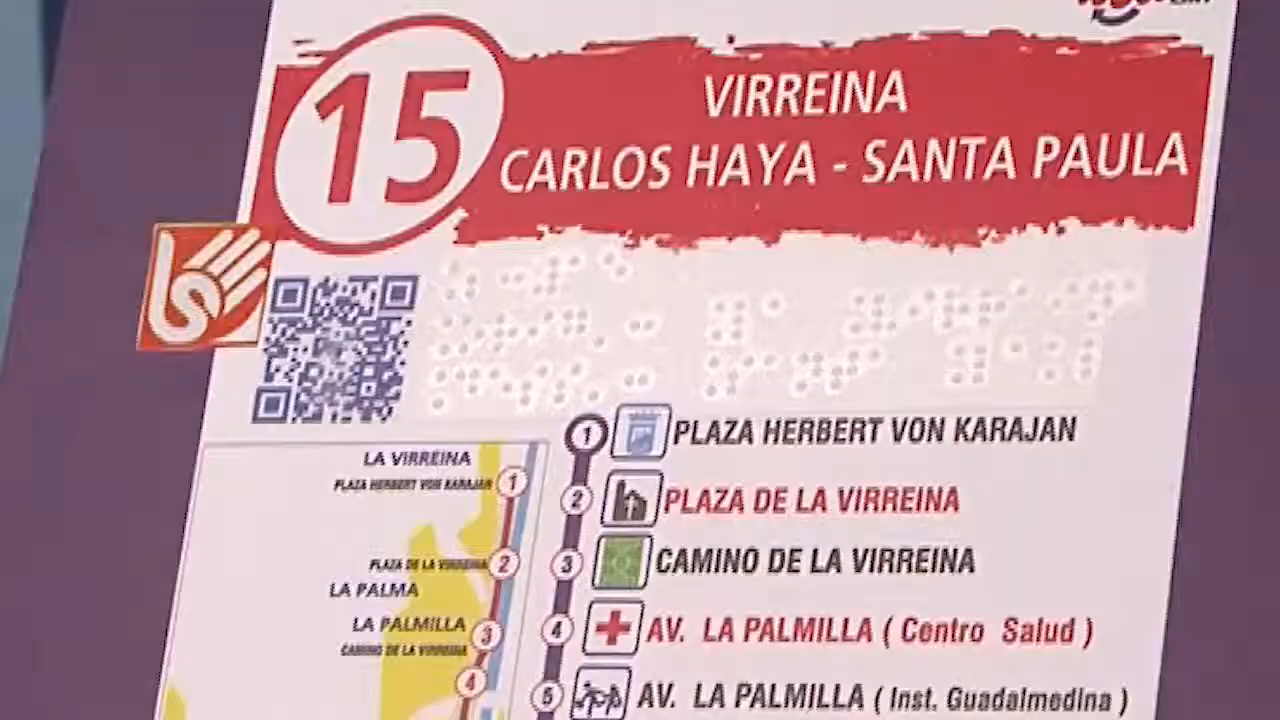 15
VIRREINA
CARLOS HAYA - SANTA PAULA
1 PLAZA HERBERT VON KARAJAN
2 PLAZA DE LA VIRREINA
3 CAMINO DE LA VIRREINA
4 AV. LA PALMILLA ( Centro Salud )
5 AV. LA PALMILLA ( Inst. Guadalmedina )
LA VIRREINA
PLAZA HERBERT VON KARAJAN 1
PLAZA DE LA VIRREINA 2
LA PALMA
LA PALMILLA 3
CAMINO DE LA VIRREINA
4